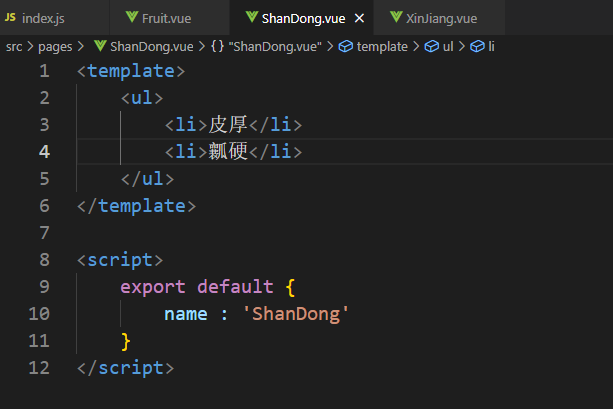 index.js Fruit.vue ShanDong.vue XinJiang.vue
src > pages > ShanDong.vue > {} "ShanDong.vue" > template > ul > li
1 <template>
2 <ul>
3 <li>皮厚</li>
4 <li>瓤硬</li>
5 </ul>
6 </template>
7
8 <script>
9 export default {
10 name : 'ShanDong'
11 }
12 </script>